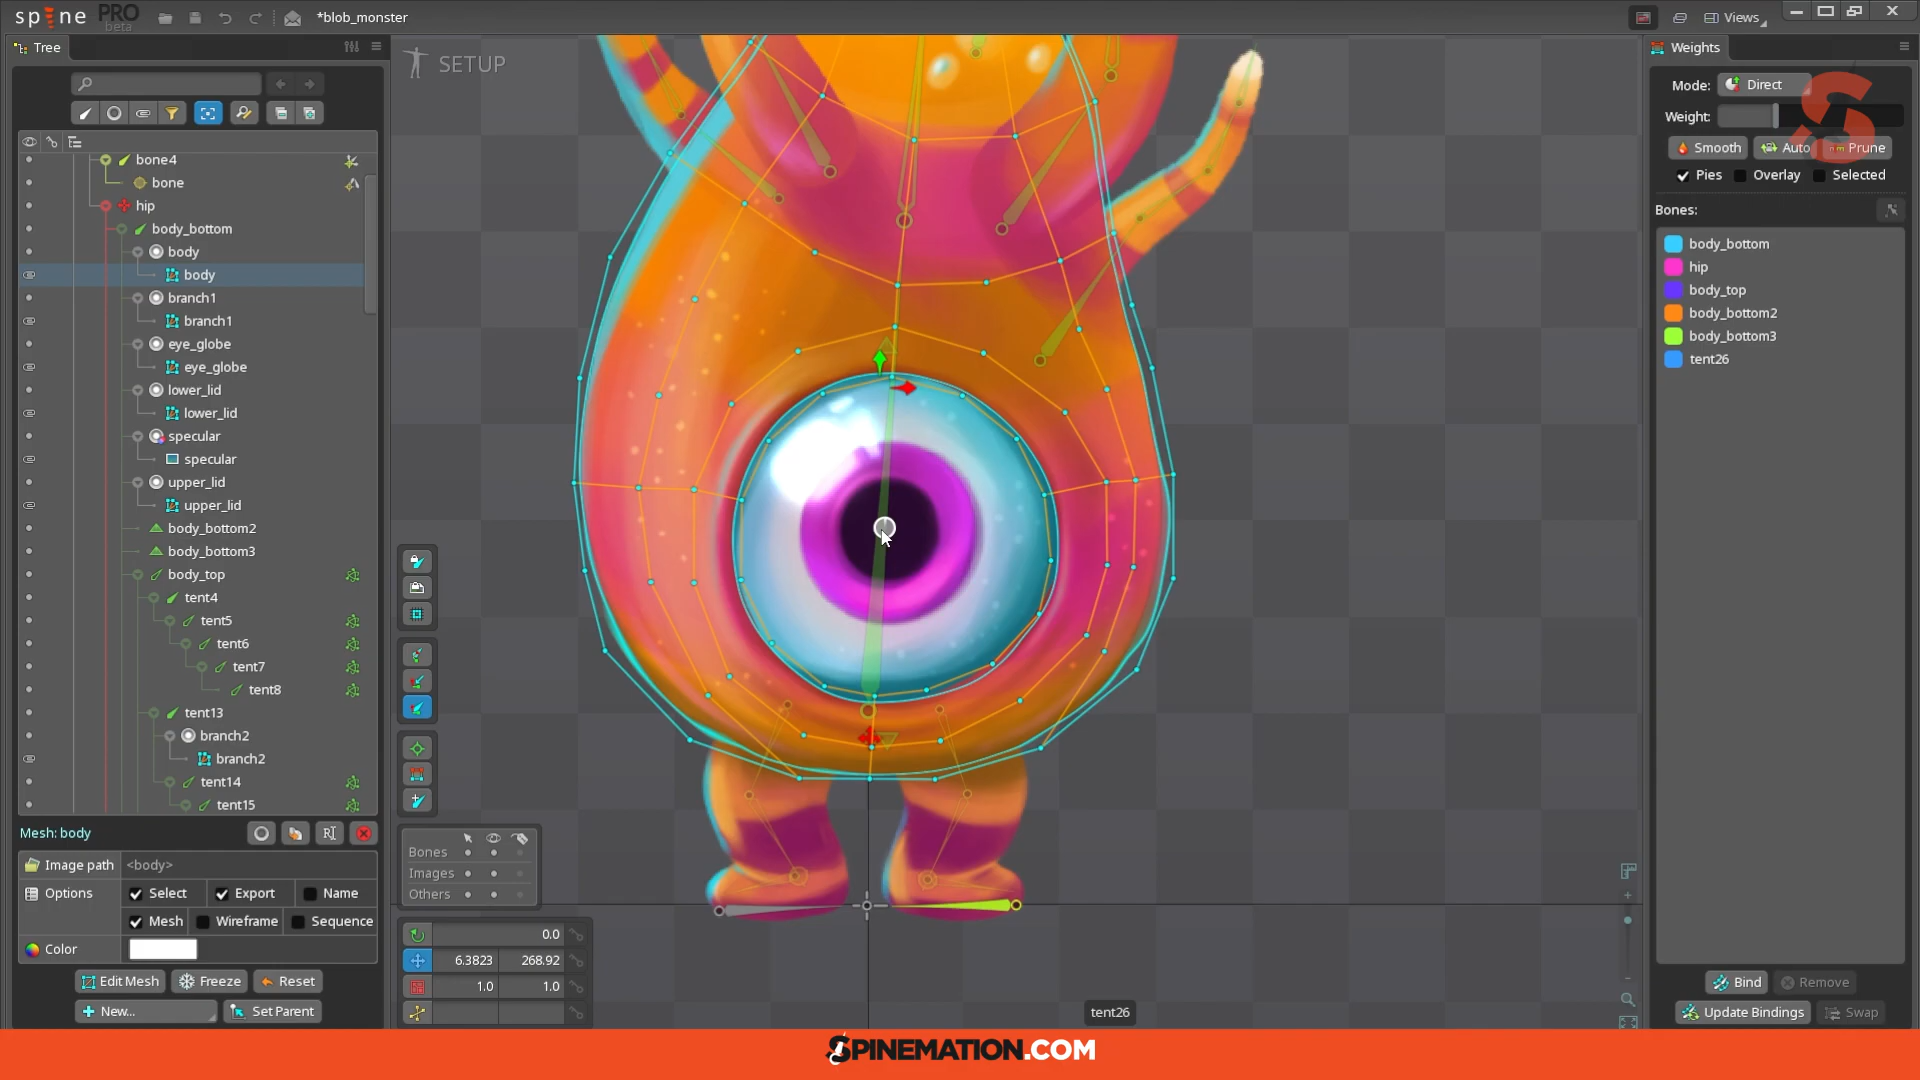 spine PRO
beta
*blob_monster
Views
Tree
SETUP
bone4
bone
hip
body_bottom
body
body
branch1
branch1
eye_globe
eye_globe
lower_lid
lower_lid
specular
specular
upper_lid
upper_lid
body_bottom2
body_bottom3
body_top
tent4
tent5
tent6
tent7
tent8
tent13
branch2
branch2
tent14
tent15
Mesh: body
Image path <body>
Options Select Export Name
Mesh Wireframe Sequence
Color
Edit Mesh Freeze Reset
New... Set Parent
Bones
Images
Others
0.0
6.3823 268.92
1.0 1.0
tent26
Weights
Mode: Direct
Weight:
Smooth Auto Prune
Pies Overlay Selected
Bones:
body_bottom
hip
body_top
body_bottom2
body_bottom3
tent26
Bind Remove
Update Bindings Swap
SPINEMATION.COM